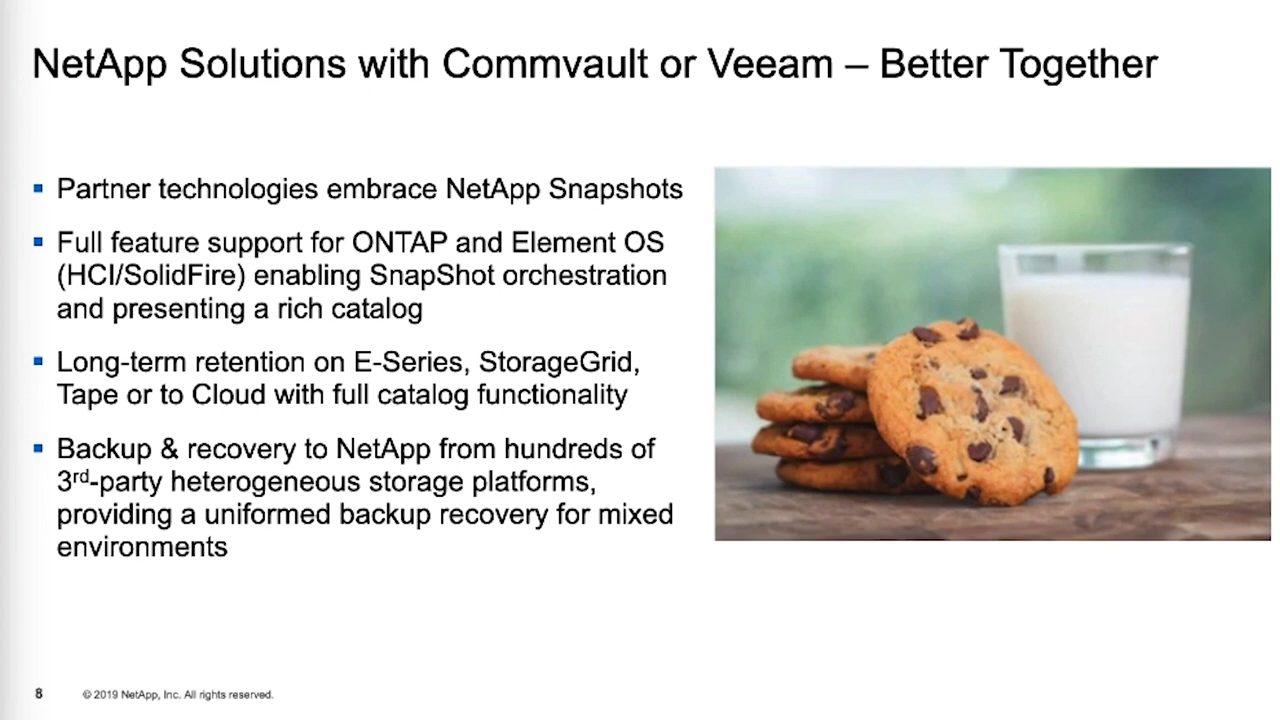 NetApp Solutions with Commvault or Veeam – Better Together
▪ Partner technologies embrace NetApp Snapshots
▪ Full feature support for ONTAP and Element OS
(HCI/SolidFire) enabling SnapShot orchestration
and presenting a rich catalog
▪ Long-term retention on E-Series, StorageGrid,
Tape or to Cloud with full catalog functionality
▪ Backup & recovery to NetApp from hundreds of
3rd-party heterogeneous storage platforms,
providing a uniformed backup recovery for mixed
environments
8 © 2019 NetApp, Inc. All rights reserved.